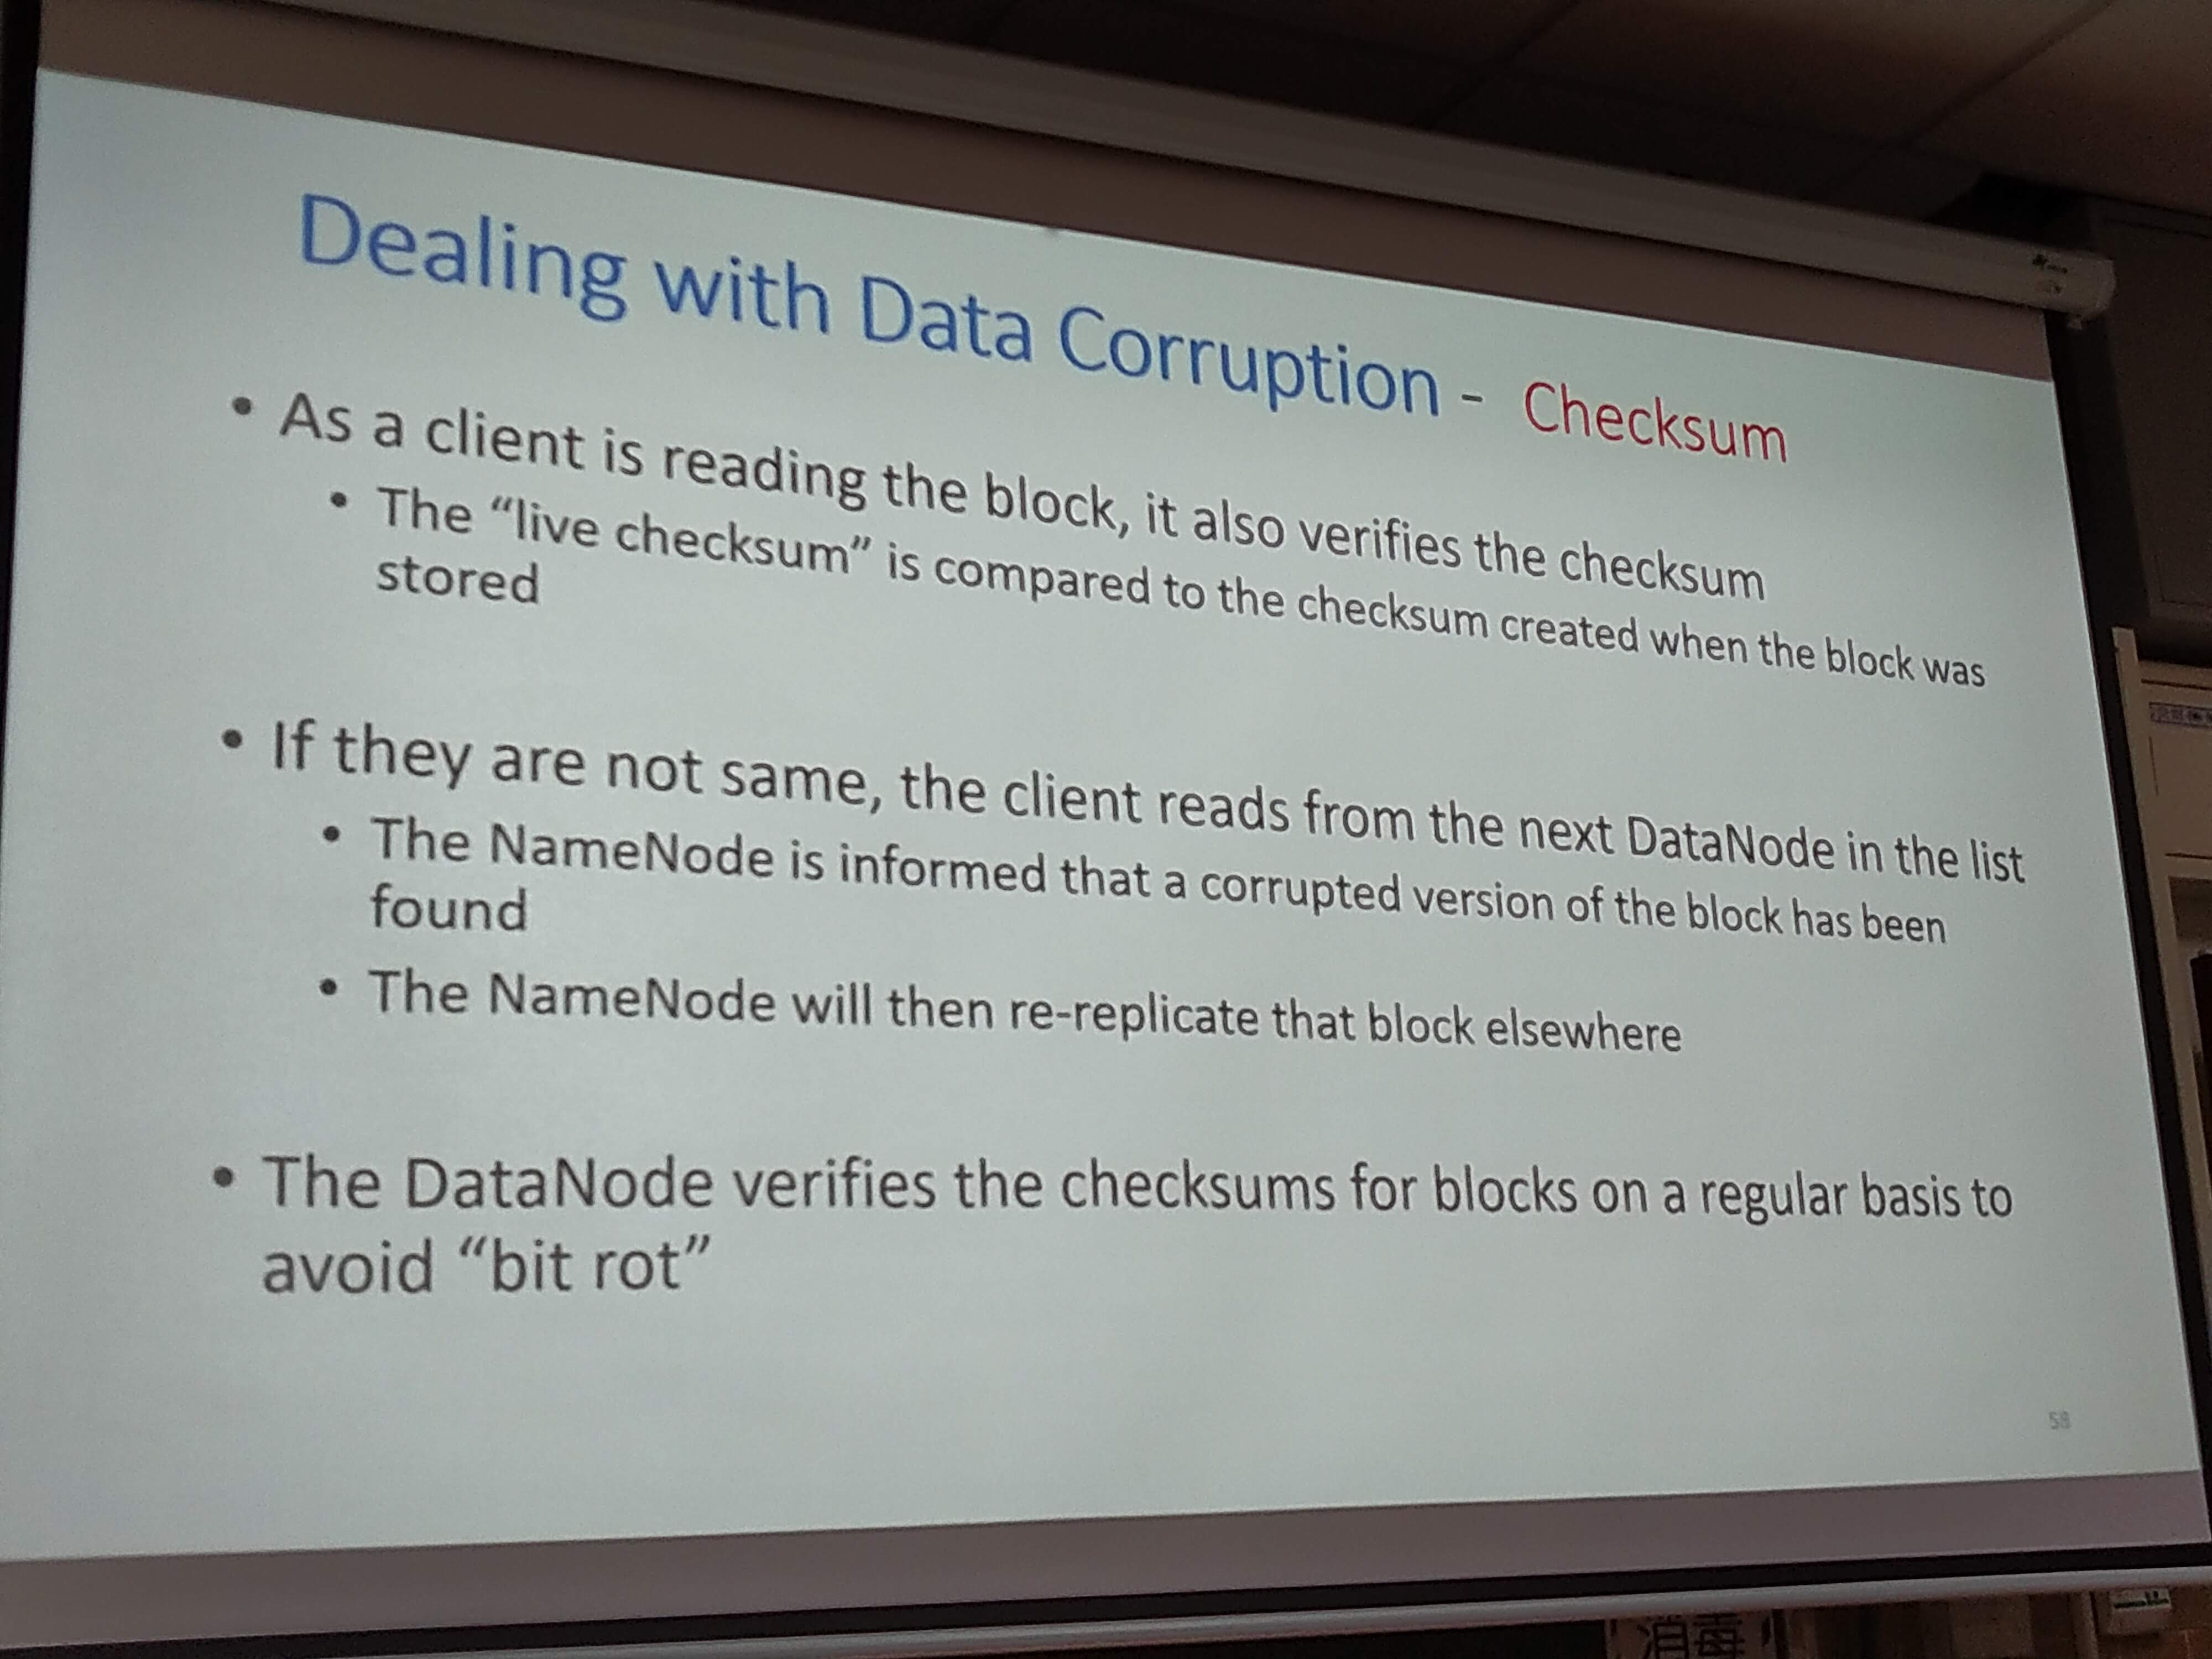 Dealing with Data Corruption - Checksum
• As a client is reading the block, it also verifies the checksum
• The “live checksum” is compared to the checksum created when the block was
stored
• If they are not same, the client reads from the next DataNode in the list
• The NameNode is informed that a corrupted version of the block has been
found
• The NameNode will then re-replicate that block elsewhere
• The DataNode verifies the checksums for blocks on a regular basis to
avoid “bit rot”
58
消毒